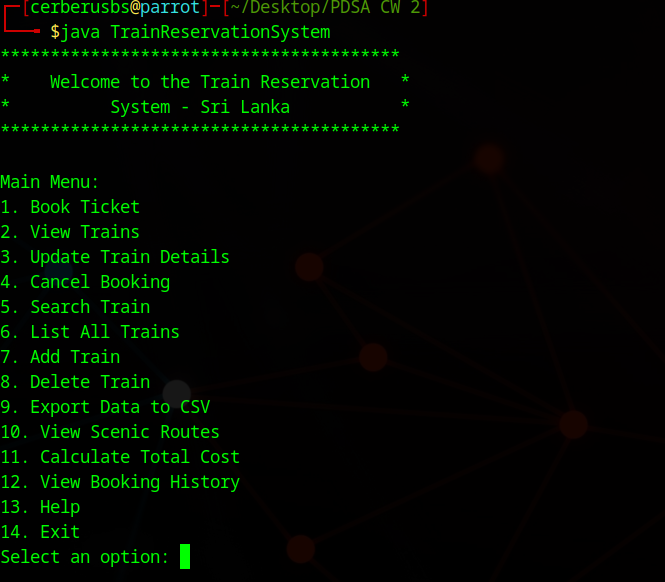 ┌─[cerberusbs@parrot]─[~/Desktop/PDSA CW 2]
└──╼ $java TrainReservationSystem
****************************************
*    Welcome to the Train Reservation   *
*          System - Sri Lanka           *
****************************************
Main Menu:
1. Book Ticket
2. View Trains
3. Update Train Details
4. Cancel Booking
5. Search Train
6. List All Trains
7. Add Train
8. Delete Train
9. Export Data to CSV
10. View Scenic Routes
11. Calculate Total Cost
12. View Booking History
13. Help
14. Exit
Select an option: